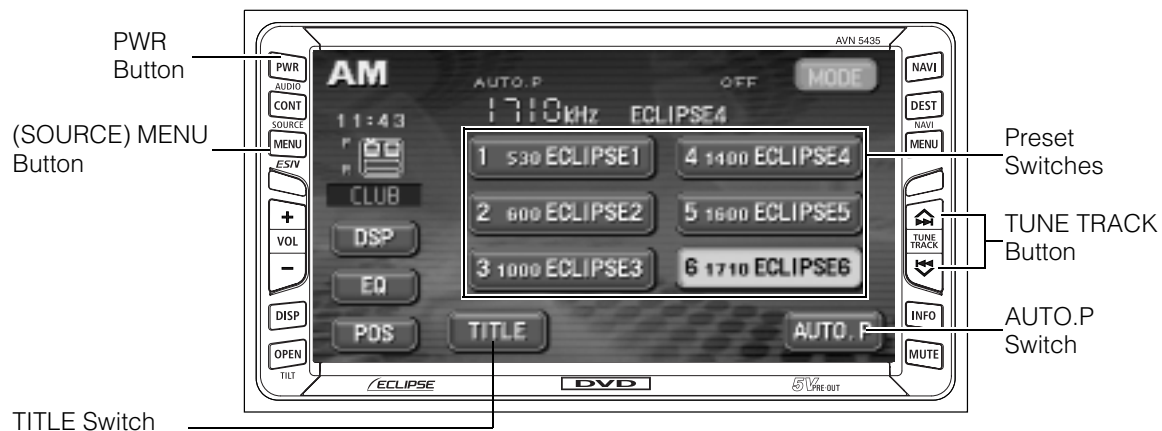 PWR
Button
(SOURCE) MENU
Button
TITLE Switch
AVN 5435
PWR
AUDIO
CONT
SOURCE
MENU
ESN
+
VOL
−
DISP
OPEN
TILT
AM
AUTO.P
OFF
MODE
1710kHz ECLIPSE4
11:43
F
R
CLUB
DSP
EQ
POS
1 530 ECLIPSE1
4 1400 ECLIPSE4
2 600 ECLIPSE2
5 1600 ECLIPSE5
3 1000 ECLIPSE3
6 1710 ECLIPSE6
TITLE
AUTO.P
ECLIPSE
DVD
5V PRE·OUT
NAVI
DEST
NAVI
MENU
TUNE
TRACK
INFO
MUTE
Preset
Switches
TUNE TRACK
Button
AUTO.P
Switch